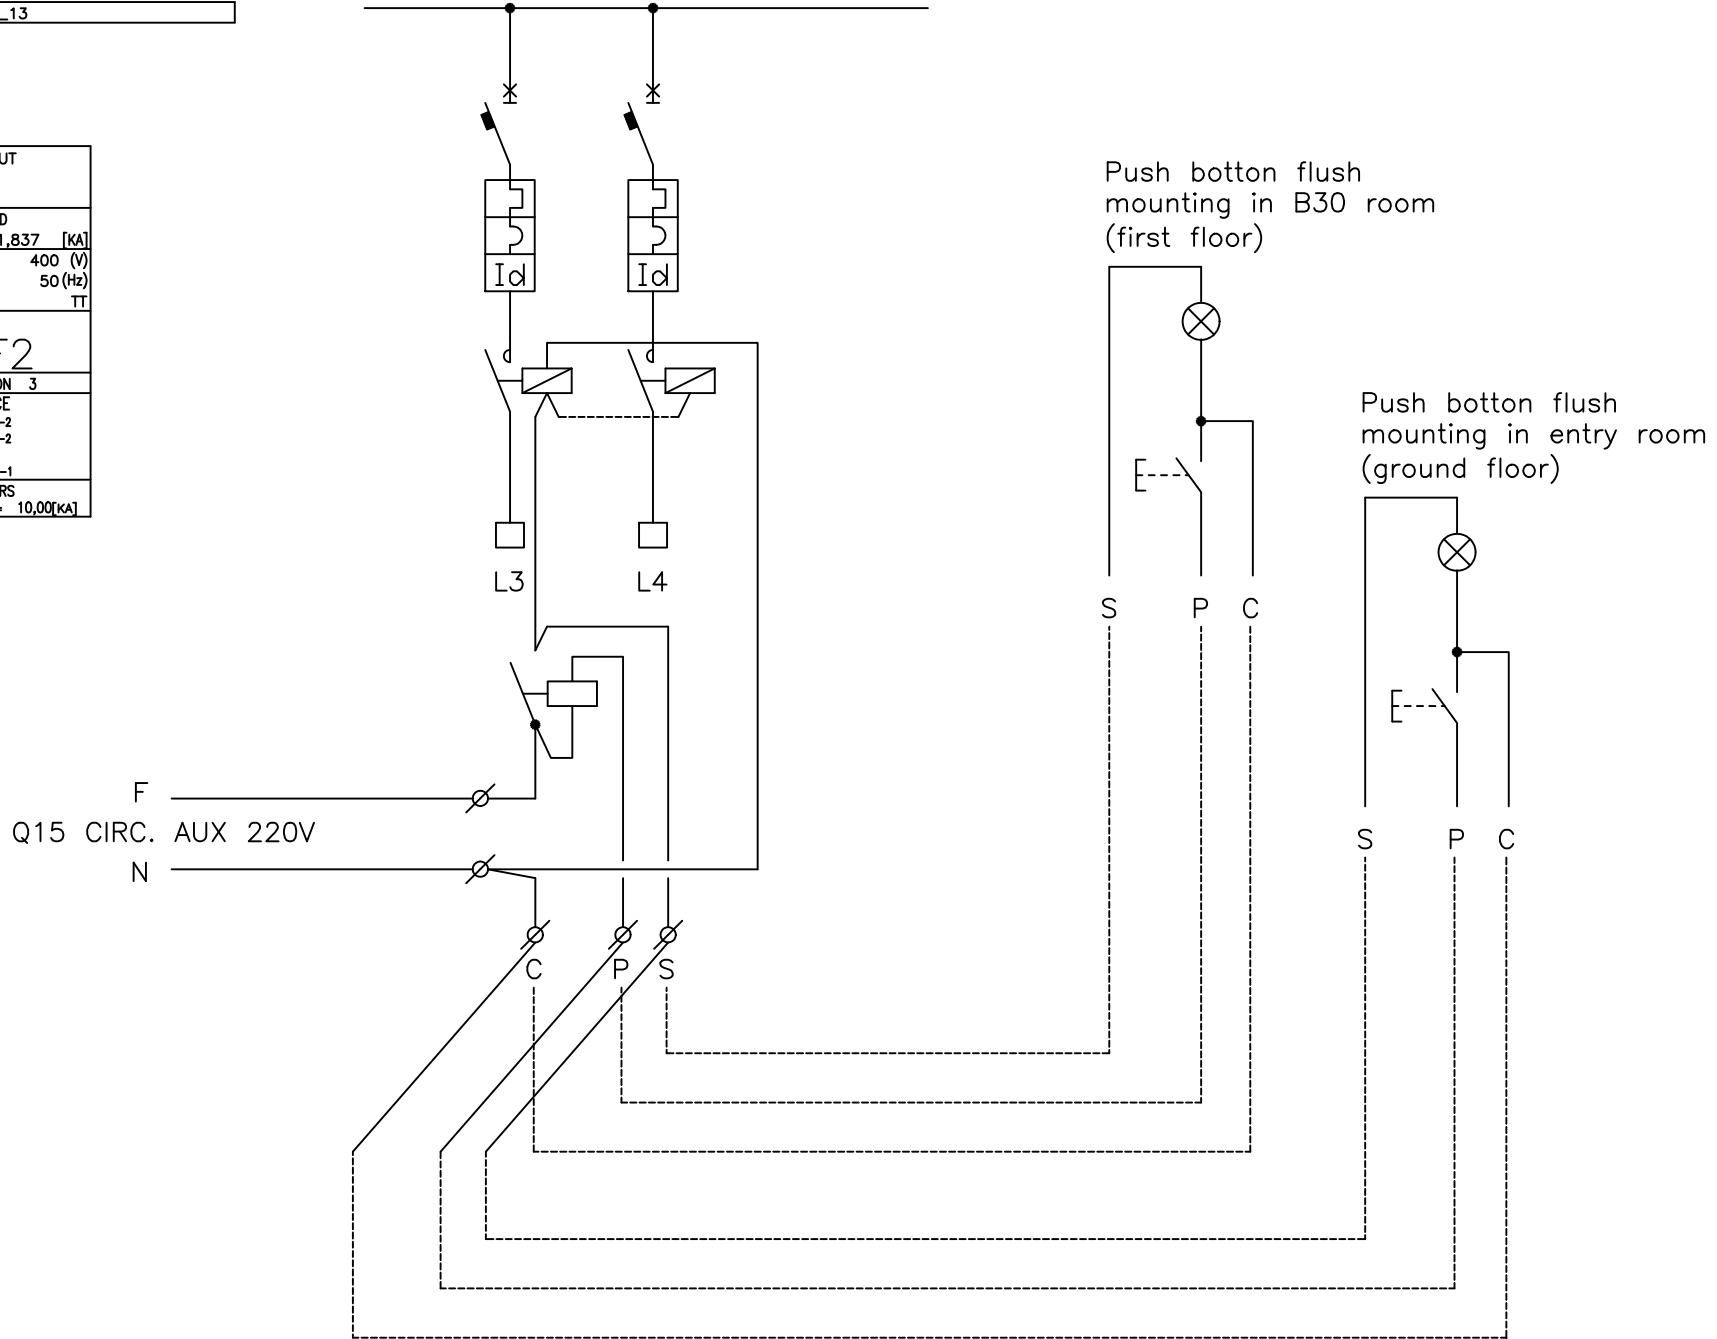 _13
UT
D
1,837 [KA]
400 (V)
50 (Hz)
TT
F2
ON 3
CE
-2
-2
-1
RS
= 10,00[KA]
Id
Id
L3
L4
Push botton flush
mounting in B30 room
(first floor)
S P C
Push botton flush
mounting in entry room
(ground floor)
S P C
F
Q15 CIRC. AUX 220V
N
C P S